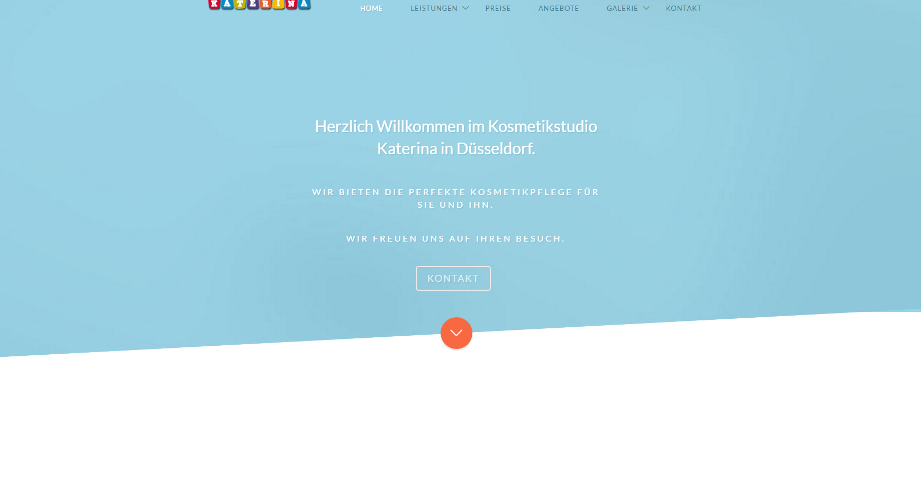 KATERINA
HOME LEISTUNGEN PREISE ANGEBOTE GALERIE KONTAKT
Herzlich Willkommen im Kosmetikstudio
Katerina in Düsseldorf.
WIR BIETEN DIE PERFEKTE KOSMETIKPFLEGE FÜR
SIE UND IHN.
WIR FREUEN UNS AUF IHREN BESUCH.
KONTAKT